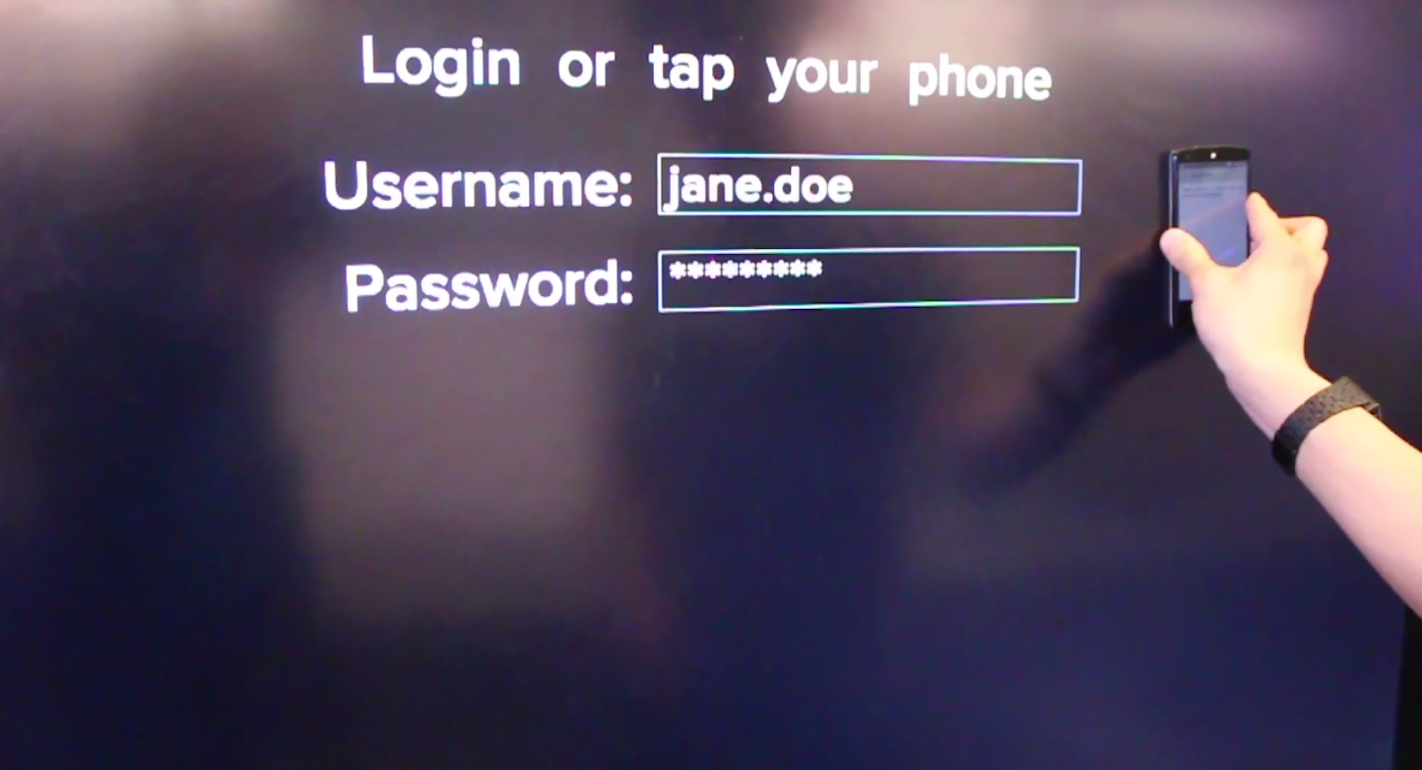 Login or tap your phone
Username: jane.doe
Password: *********